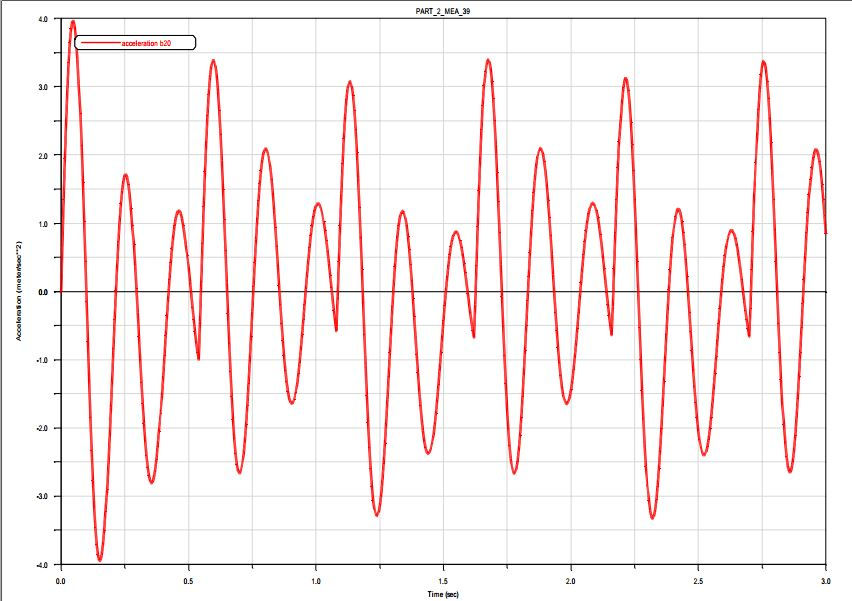 PART_2_MEA_39
acceleration b20
4.0
3.0
2.0
1.0
0.0
-1.0
-2.0
-3.0
-4.0
Acceleration (meter/sec**2)
0.0 0.5 1.0 1.5 2.0 2.5 3.0
Time (sec)